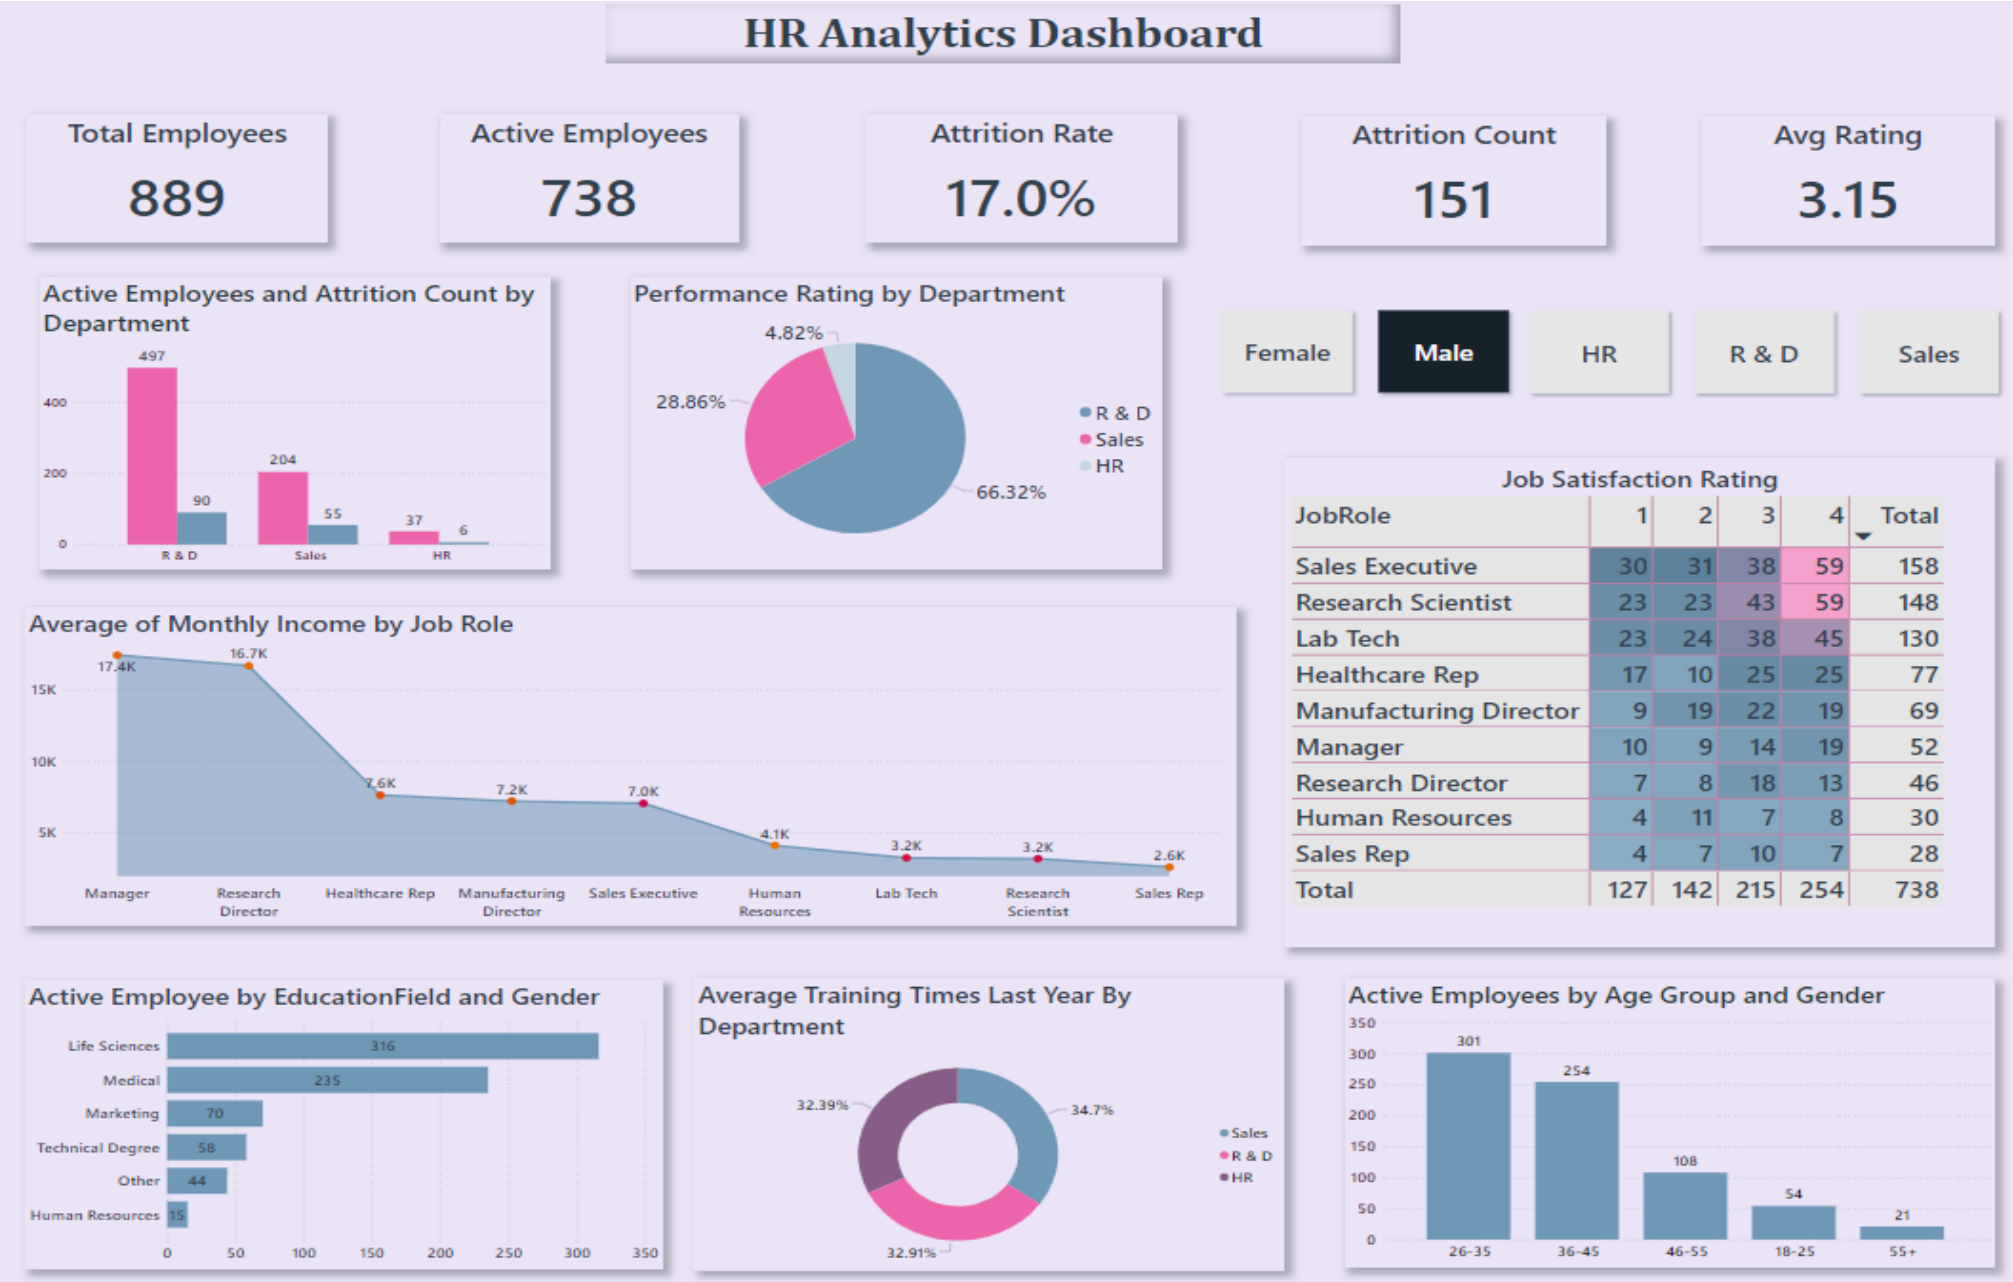 HR Analytics Dashboard
Total Employees
889
Active Employees
738
Attrition Rate
17.0%
Attrition Count
151
Avg Rating
3.15
Active Employees and Attrition Count by
Department
497
400
204
200
90
55
37
6
0
R & D Sales HR
Performance Rating by Department
4.82%
28.86%
66.32%
R & D
Sales
HR
Female Male HR R & D Sales
Job Satisfaction Rating
JobRole 1 2 3 4 Total
Sales Executive 30 31 38 59 158
Research Scientist 23 23 43 59 148
Lab Tech 23 24 38 45 130
Healthcare Rep 17 10 25 25 77
Manufacturing Director 9 19 22 19 69
Manager 10 9 14 19 52
Research Director 7 8 18 13 46
Human Resources 4 11 7 8 30
Sales Rep 4 7 10 7 28
Total 127 142 215 254 738
Average of Monthly Income by Job Role
17.4K 16.7K 7.6K 7.2K 7.0K 4.1K 3.2K 3.2K 2.6K
15K
10K
5K
Manager Research Healthcare Rep Manufacturing Sales Executive Human Lab Tech Research Sales Rep
Director Director Resources Scientist
Active Employee by EducationField and Gender
Life Sciences 316
Medical 235
Marketing 70
Technical Degree 58
Other 44
Human Resources 15
0 50 100 150 200 250 300 350
Average Training Times Last Year By
Department
32.39%
34.7%
32.91%
Sales
R & D
HR
Active Employees by Age Group and Gender
350
300
250
200
150
100
50
0
301
254
108
54
21
26-35 36-45 46-55 18-25 55+